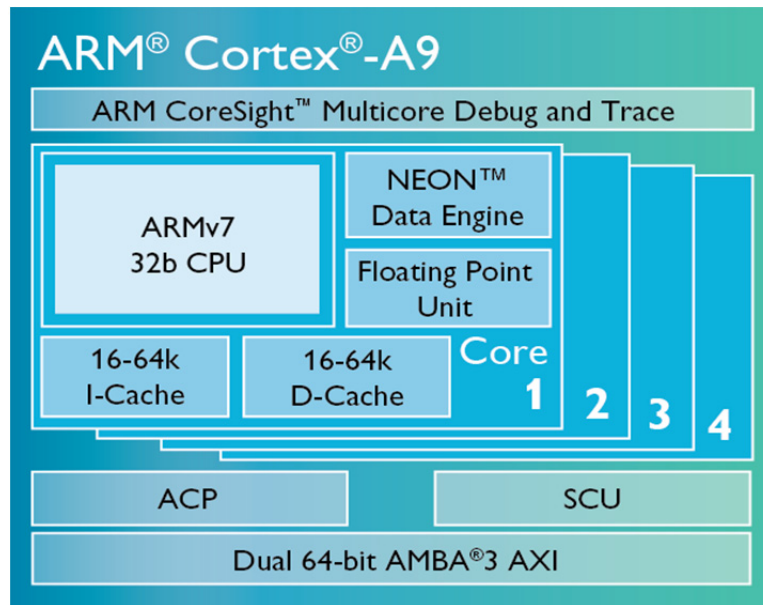 ARM® Cortex®-A9
ARM CoreSight™ Multicore Debug and Trace
ARMv7
32b CPU
NEON™
Data Engine
Floating Point
Unit
16-64k
I-Cache
16-64k
D-Cache
Core
1
2
3
4
ACP
SCU
Dual 64-bit AMBA®3 AXI